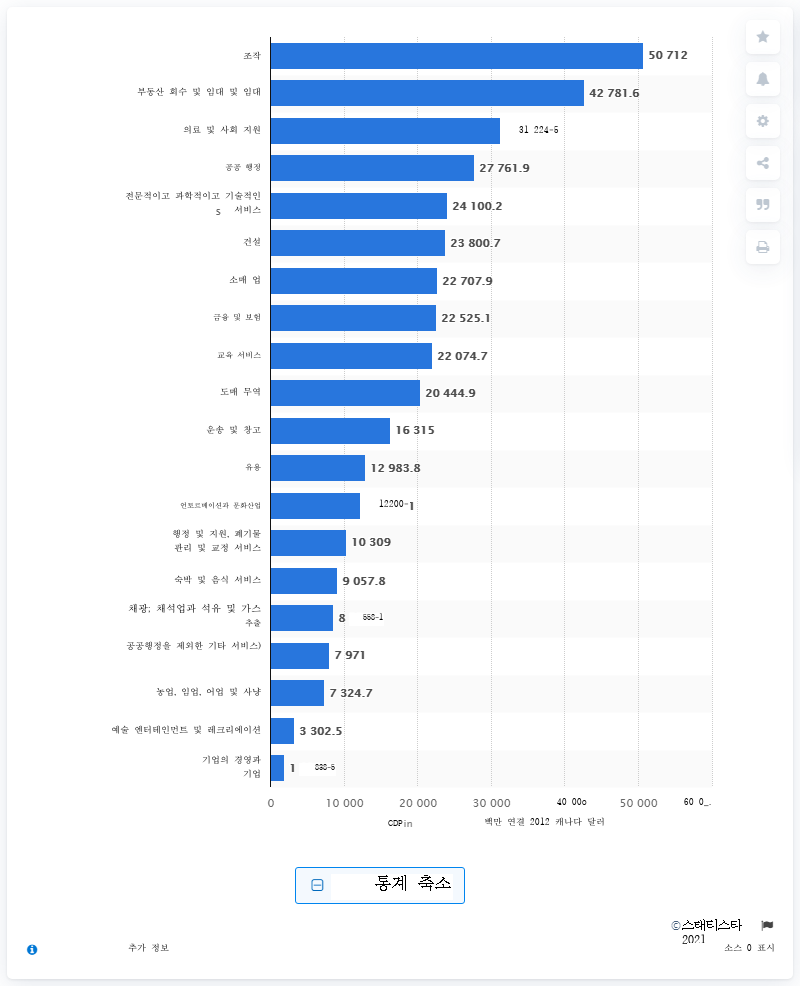 조작
50 712
부동산 회수 및 임대 및 임대
42 781.6
의료 및 사회 지원
31 224-5
공공 행정
27 761.9
전문적이고 과학적이고 기술적인
s 서비스
24 100.2
건설
23 800.7
소매 업
22 707.9
금융 및 보험
22 525.1
교육 서비스
22 074.7
도매 무역
20 444.9
운송 및 창고
16 315
유용
12 983.8
언포르메이션과 문화산업
12200-1
행정 및 지원, 폐기물
관리 및 교정 서비스
10 309
숙박 및 음식 서비스
9 057.8
채광; 채석업과 석유 및 가스
추출
8 558-1
공공행정을 제외한 기타 서비스)
7 971
농업, 임업, 어업 및 사냥
7 324.7
예술 엔터테인먼트 및 레크리에이션
3 302.5
기업의 경영과
기업
1 838-6
0 10 000 20 000 30 000 40 00o 50 000 60 0_.
CDP in 백만 연결 2012 캐나다 달러
통계 축소
©스태티스타
2021
추가 정보
소스 0 표시